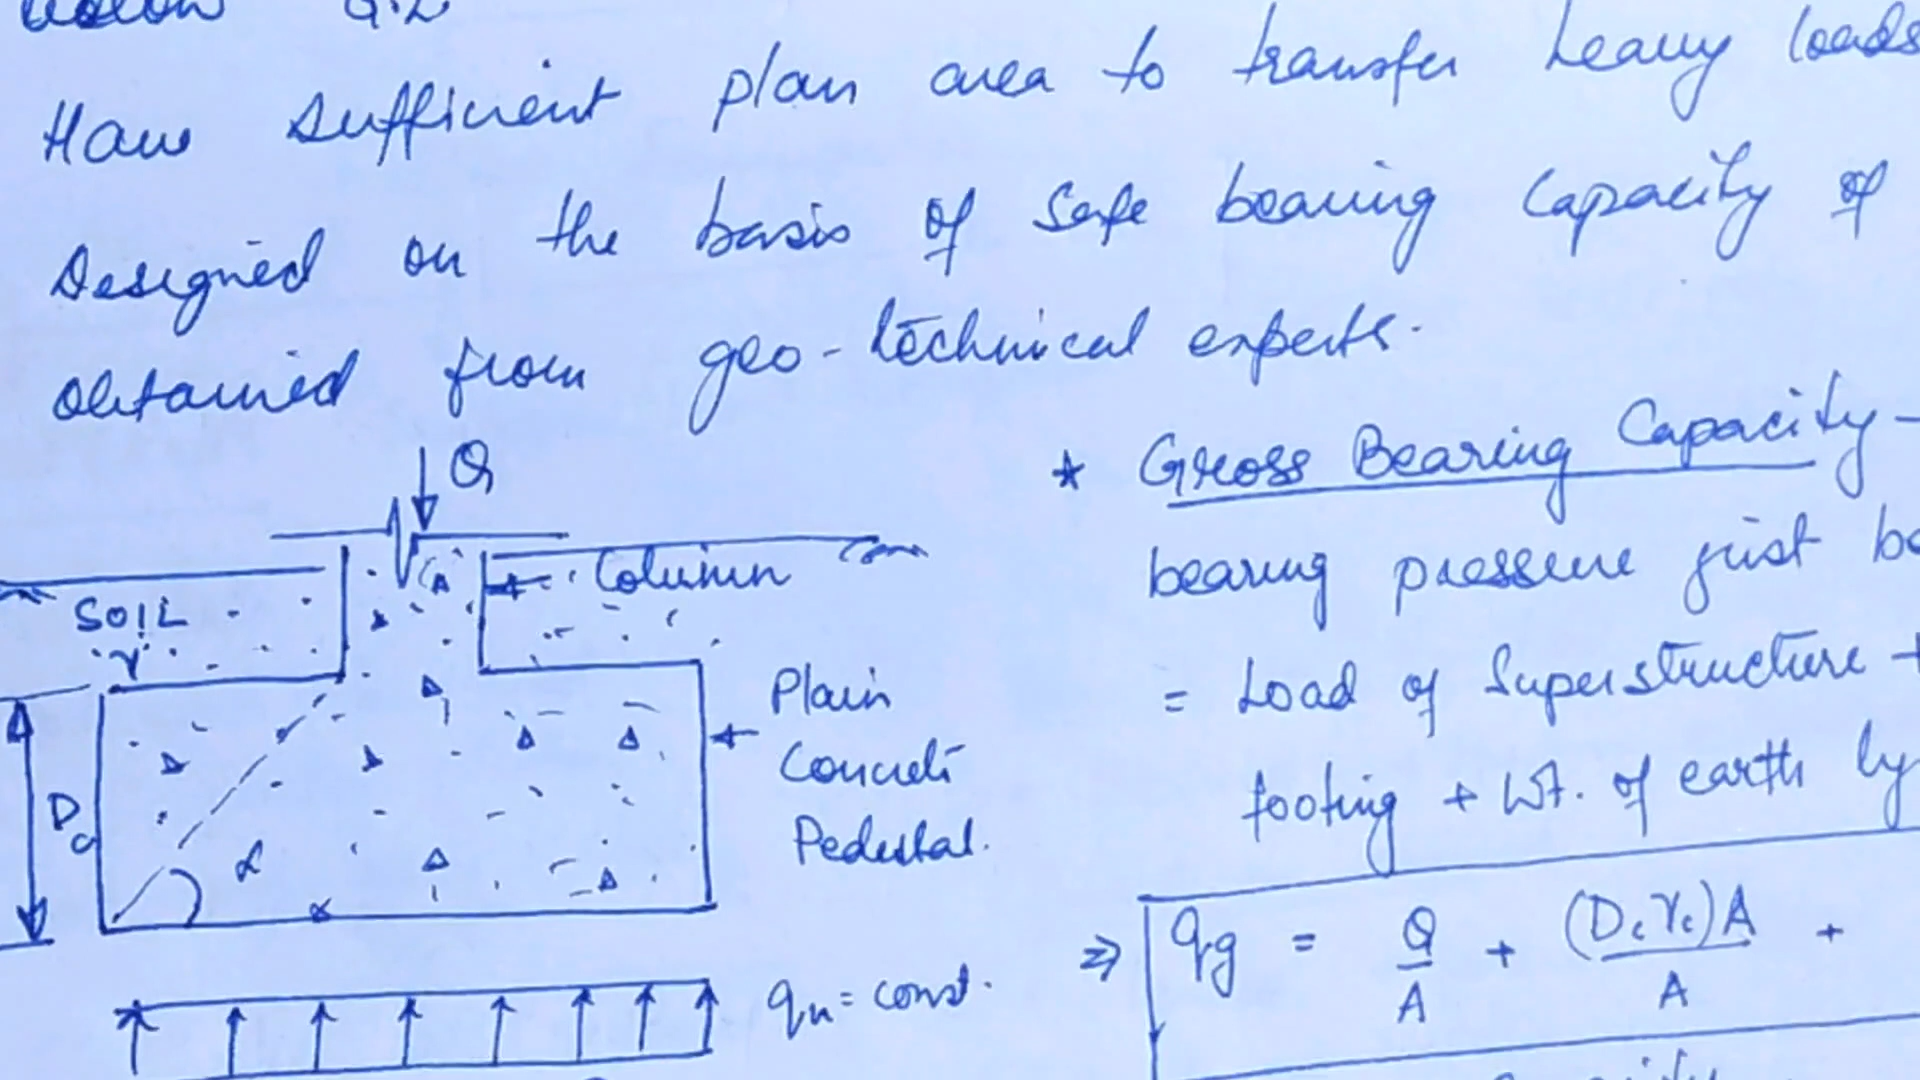 Have sufficient plan area to transfer heavy loads
Designed on the basis of safe bearing capacity of
obtained from geo-technical experts.
Q
Column
SOIL
γ
Plain
Concrete
Pedestal.
Dc
α
qn = const.
* Gross Bearing Capacity -
bearing pressure just be
= Load of Superstructure +
footing + Wt. of earth ly
⇒ qg = Q/A + (Dc γc)A/A +